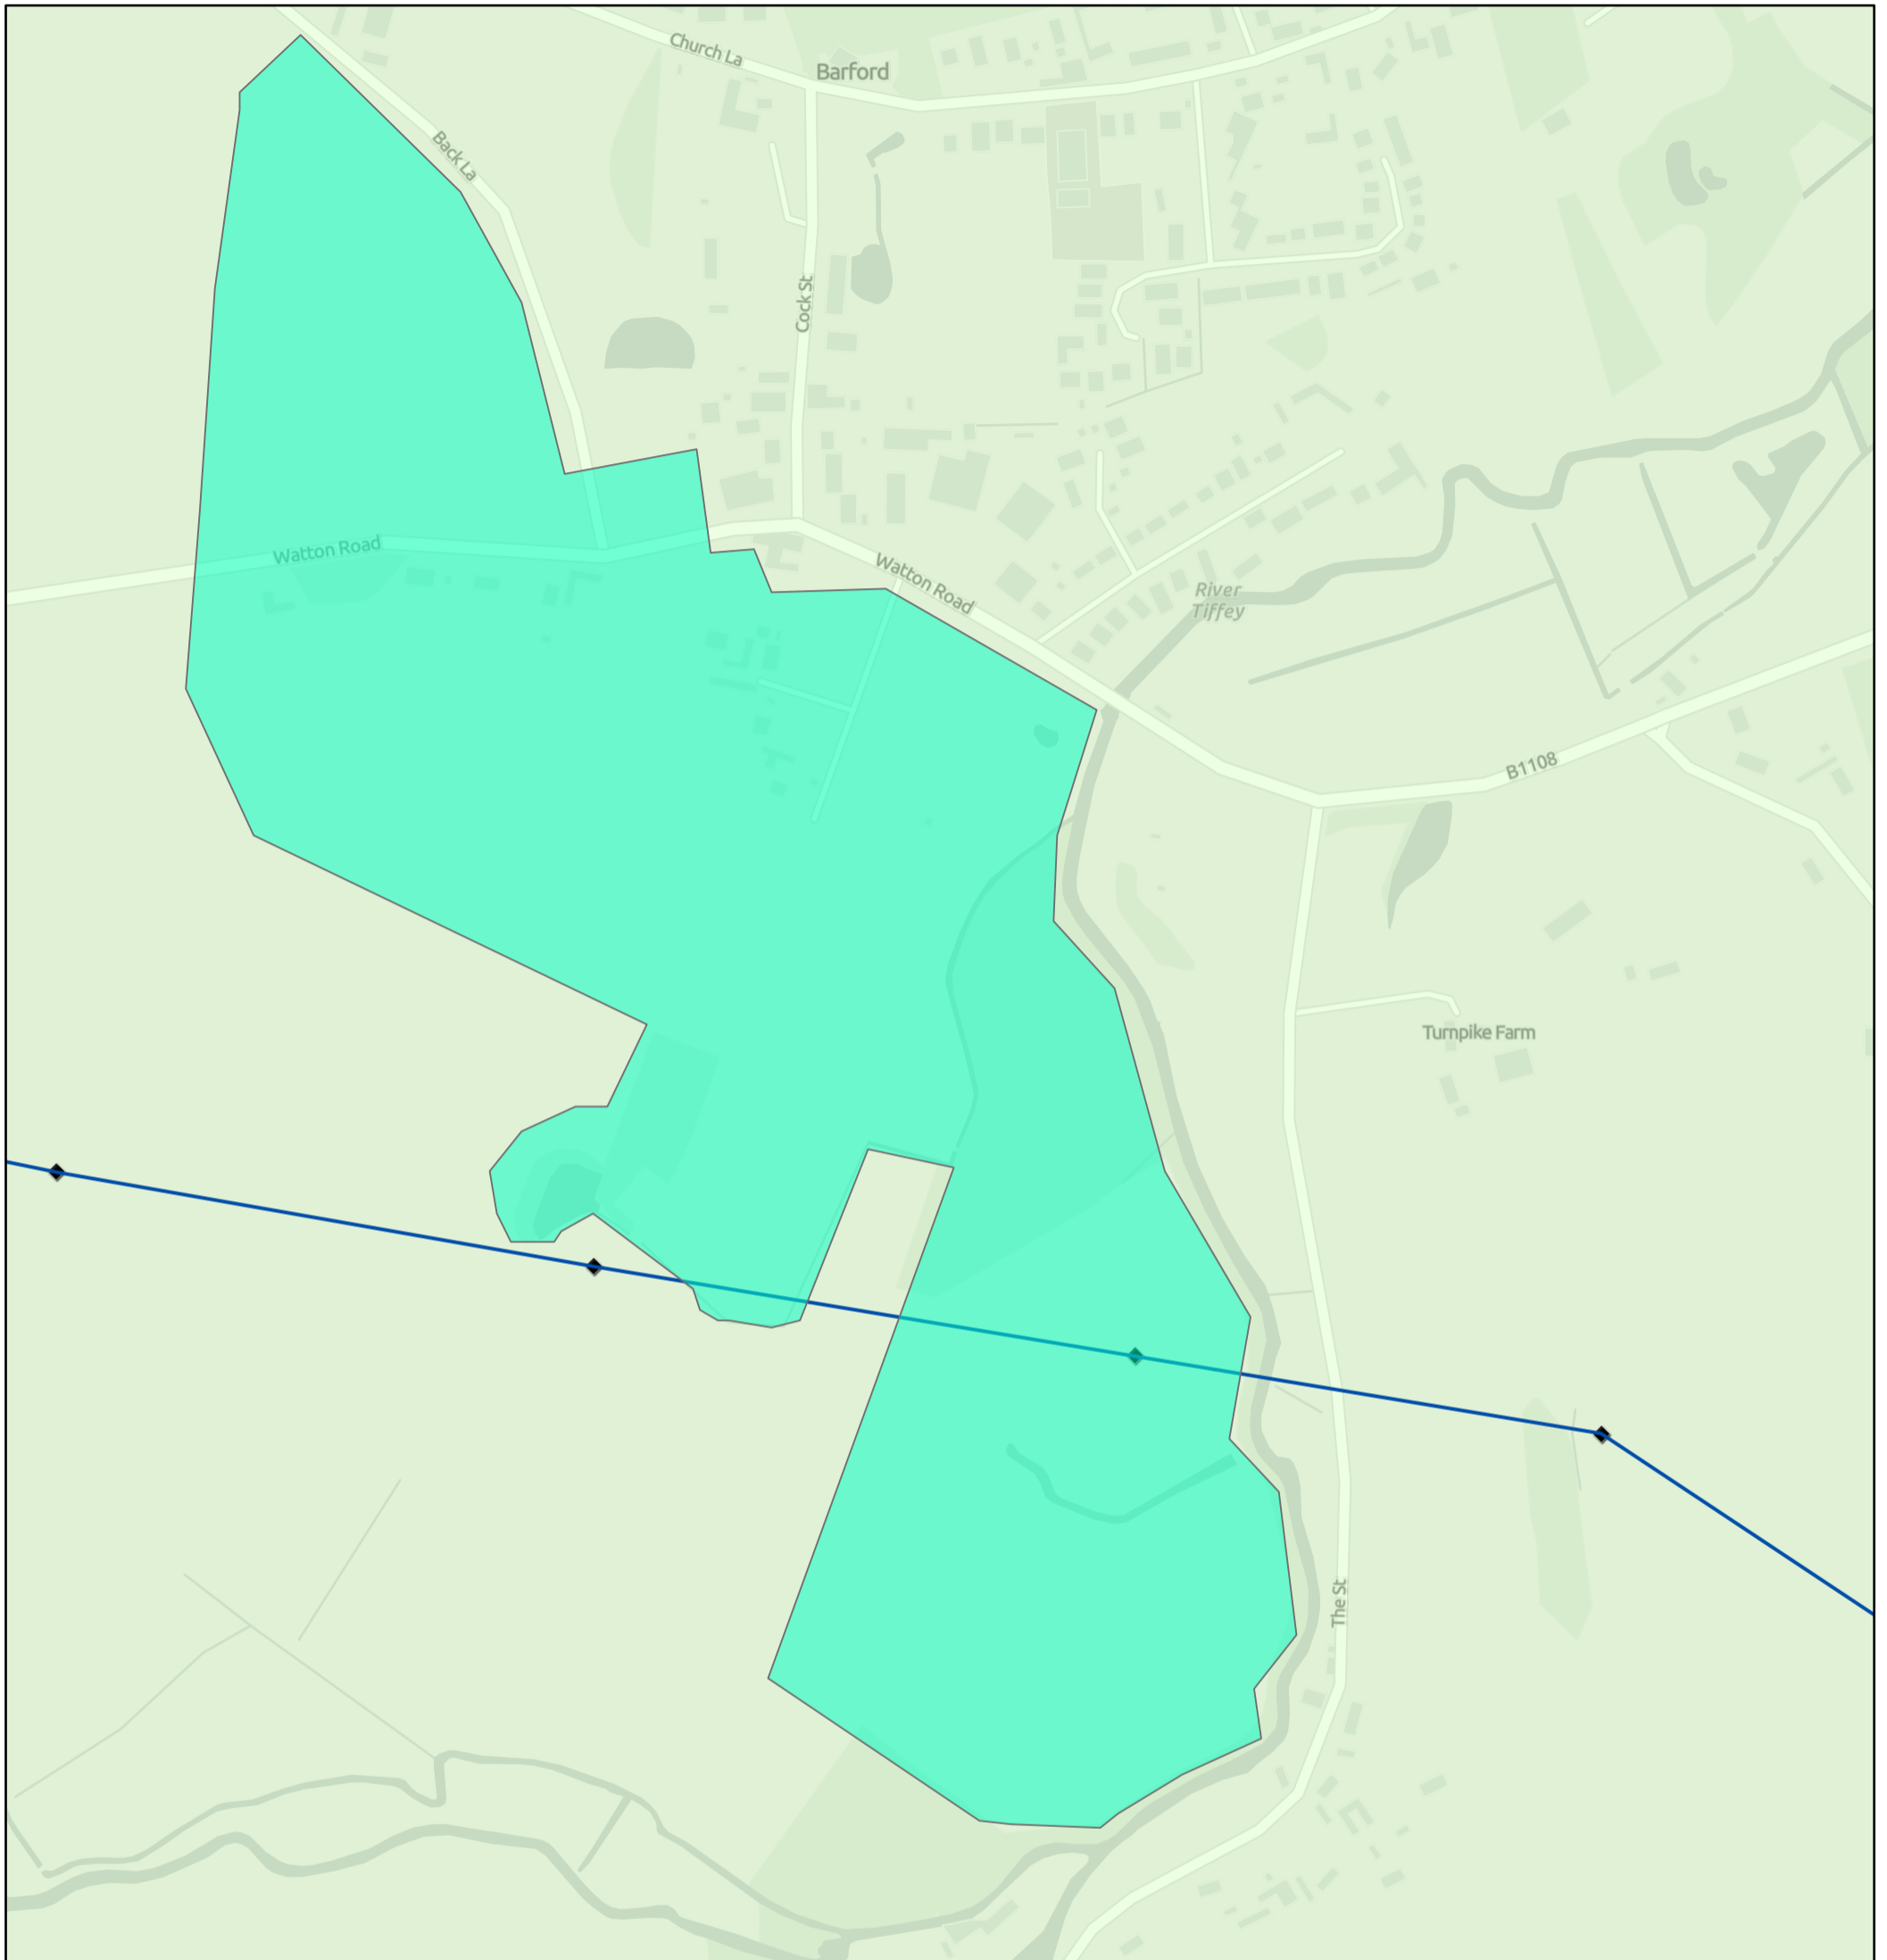 Church La
Barford
Back La
Cock St
Watton Road
Watton Road
River
Tiffey
B1108
Turnpike Farm
The St